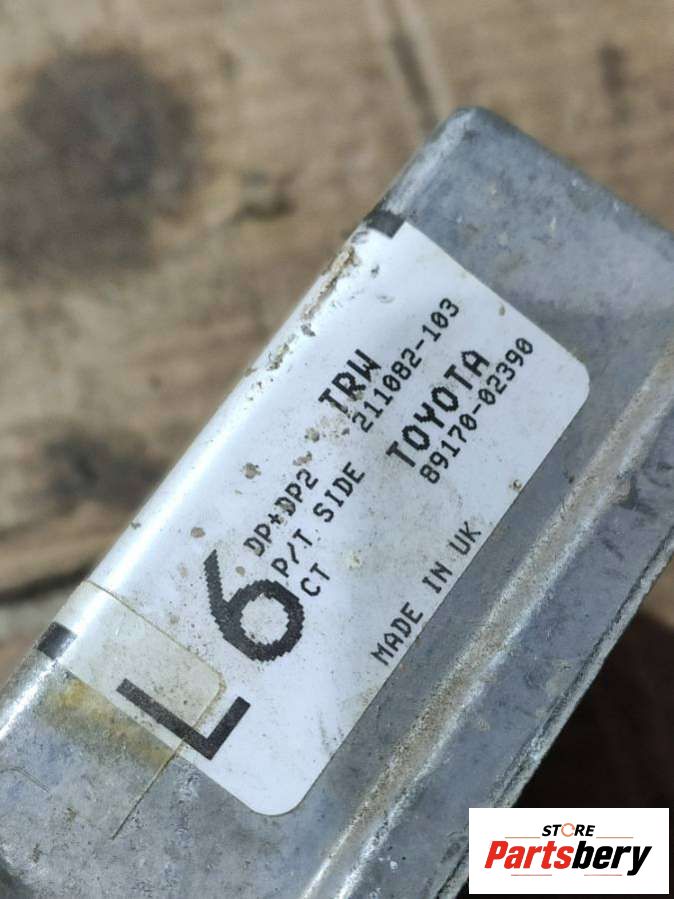 TRW
211082-103
TOYOTA
89170-02390
DP+DP2
P/T SIDE
CT
MADE IN UK
L6
STORE
Partsbery